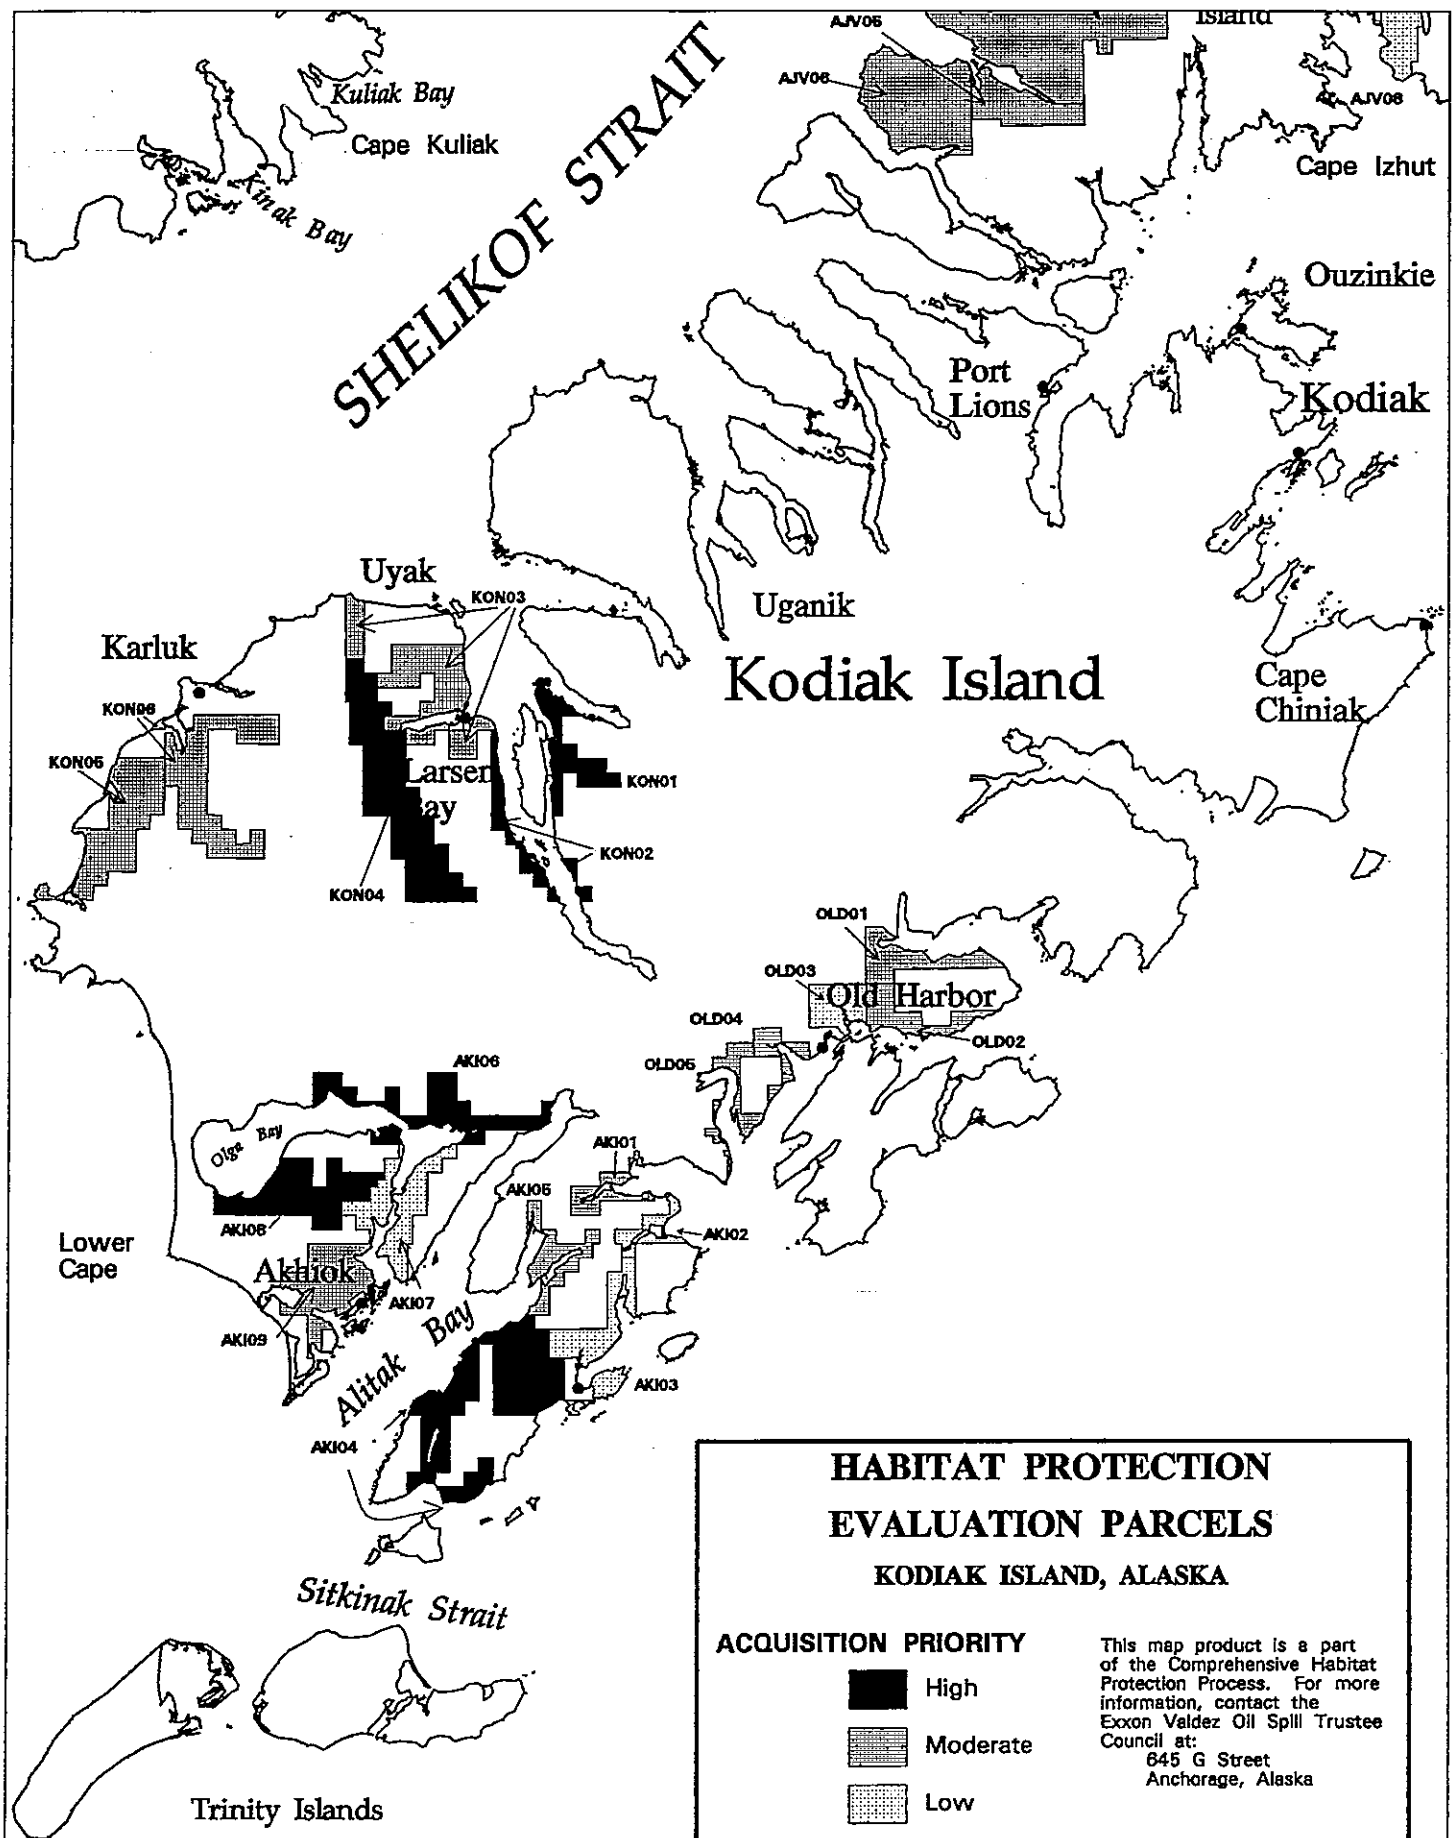 Island
AJV05
AJV06
AJV06
Kuliak Bay
Cape Kuliak
Kinak Bay
SHELIKOF STRAIT
Cape Izhut
Ouzinkie
Port
Lions
Kodiak
Uyak
KON03
Uganik
Karluk
Kodiak Island
Cape
Chiniak
KON06
KON05
Larsen
Bay
KON01
KON02
KON04
OLD01
OLD03
Old Harbor
OLD04
OLD02
OLD05
AKI06
Olga Bay
AKI01
AKI05
AKI08
AKI02
Lower
Cape
Akhiok
AKI07
AKI09
Alitak Bay
AKI03
AKI04
Sitkinak Strait
Trinity Islands
HABITAT PROTECTION
EVALUATION PARCELS
KODIAK ISLAND, ALASKA
ACQUISITION PRIORITY
High
Moderate
Low
This map product is a part
of the Comprehensive Habitat
Protection Process. For more
information, contact the
Exxon Valdez Oil Spill Trustee
Council at:
645 G Street
Anchorage, Alaska